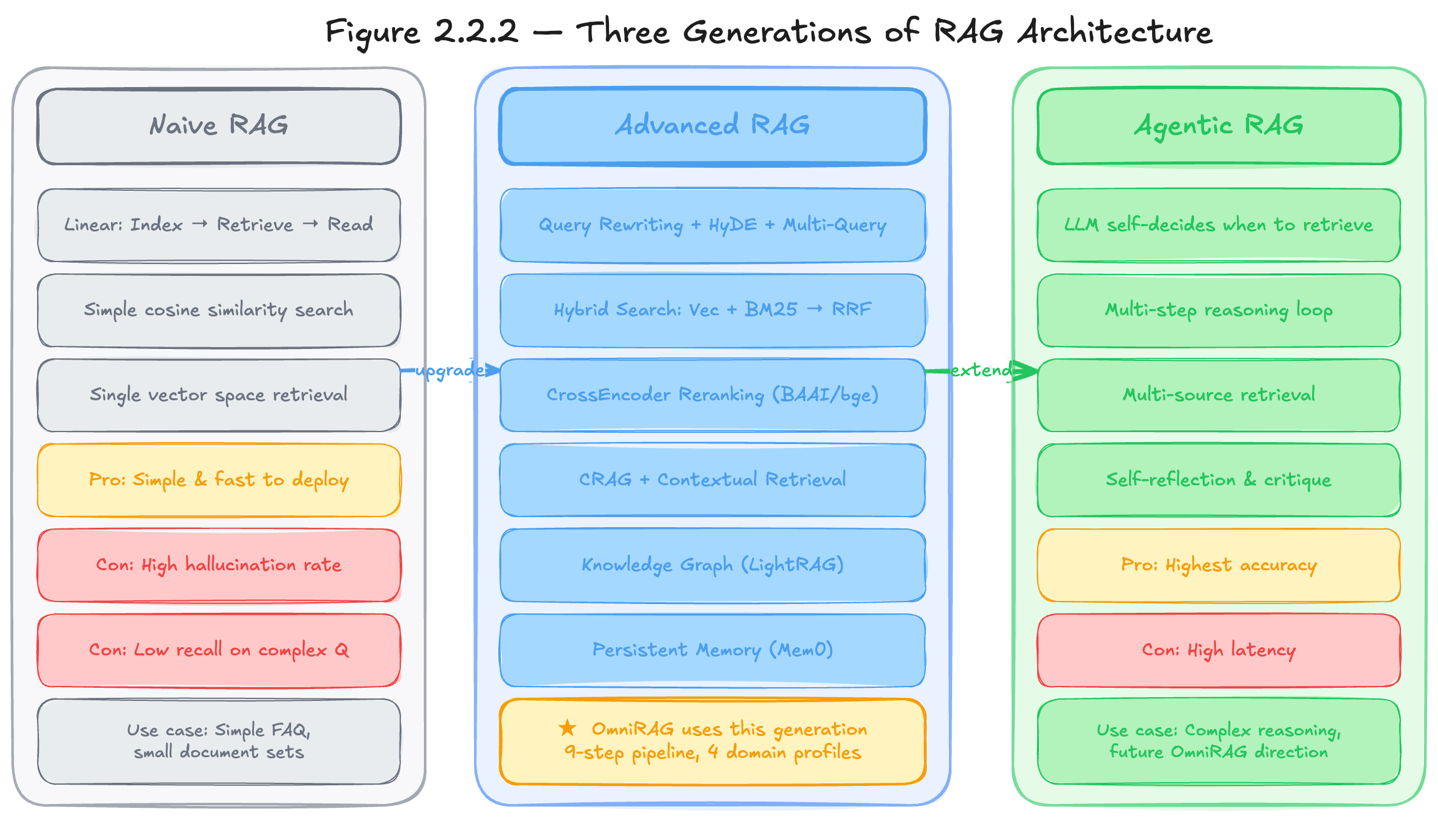 Figure 2.2.2 — Three Generations of RAG Architecture
Naive RAG
Linear: Index → Retrieve → Read
Simple cosine similarity search
Single vector space retrieval
Pro: Simple & fast to deploy
Con: High hallucination rate
Con: Low recall on complex Q
Use case: Simple FAQ,
small document sets
upgrade
Advanced RAG
Query Rewriting + HyDE + Multi-Query
Hybrid Search: Vec + BM25 → RRF
CrossEncoder Reranking (BAAI/bge)
CRAG + Contextual Retrieval
Knowledge Graph (LightRAG)
Persistent Memory (Mem0)
★ OmniRAG uses this generation
9-step pipeline, 4 domain profiles
extend
Agentic RAG
LLM self-decides when to retrieve
Multi-step reasoning loop
Multi-source retrieval
Self-reflection & critique
Pro: Highest accuracy
Con: High latency
Use case: Complex reasoning,
future OmniRAG direction